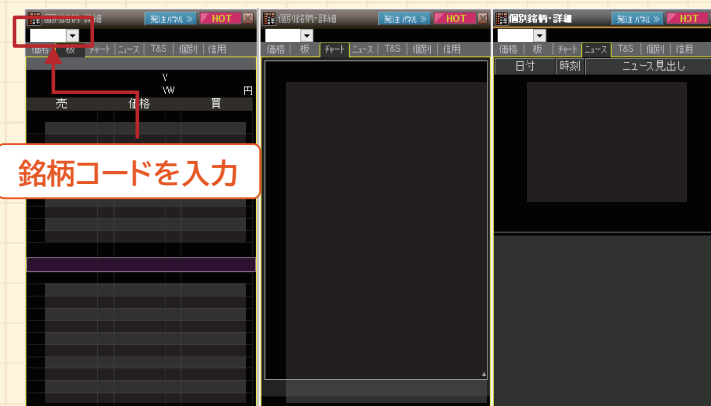 個別銘柄・詳細 発注パネル » HOT
価格 板 チャート ニュース T&S 個別 信用
V
VW 円
売 価格 買
銘柄コードを入力
個別銘柄・詳細 発注パネル » HOT
価格 板 チャート ニュース T&S 個別 信用
個別銘柄・詳細 発注パネル » HOT
価格 板 チャート ニュース T&S 個別 信用
日付 時刻 ニュース見出し